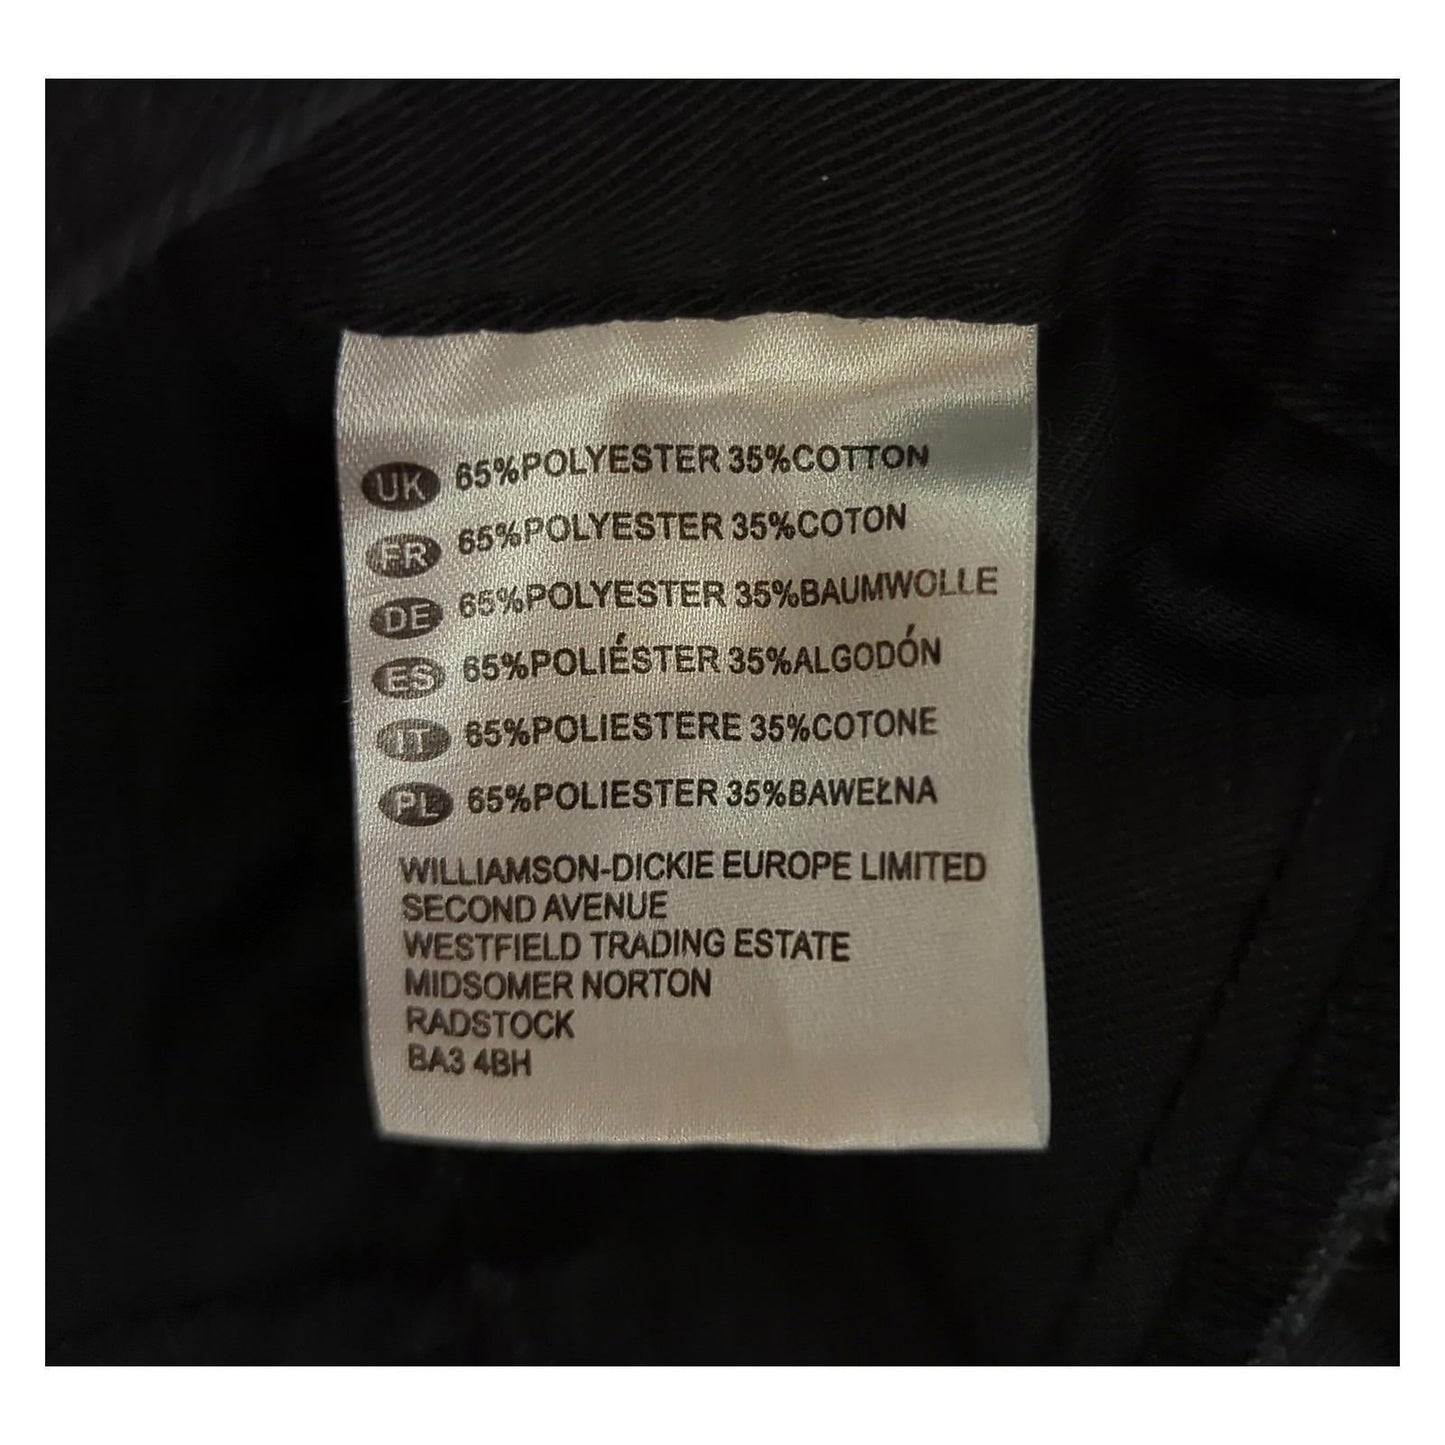 UK 65%POLYESTER 35%COTTON
FR 65%POLYESTER 35%COTON
DE 65%POLYESTER 35%BAUMWOLLE
ES 65%POLIÉSTER 35%ALGODÓN
IT 65%POLIESTERE 35%COTONE
PL 65%POLIESTER 35%BAWEŁNA
WILLIAMSON-DICKIE EUROPE LIMITED
SECOND AVENUE
WESTFIELD TRADING ESTATE
MIDSOMER NORTON
RADSTOCK
BA3 4BH